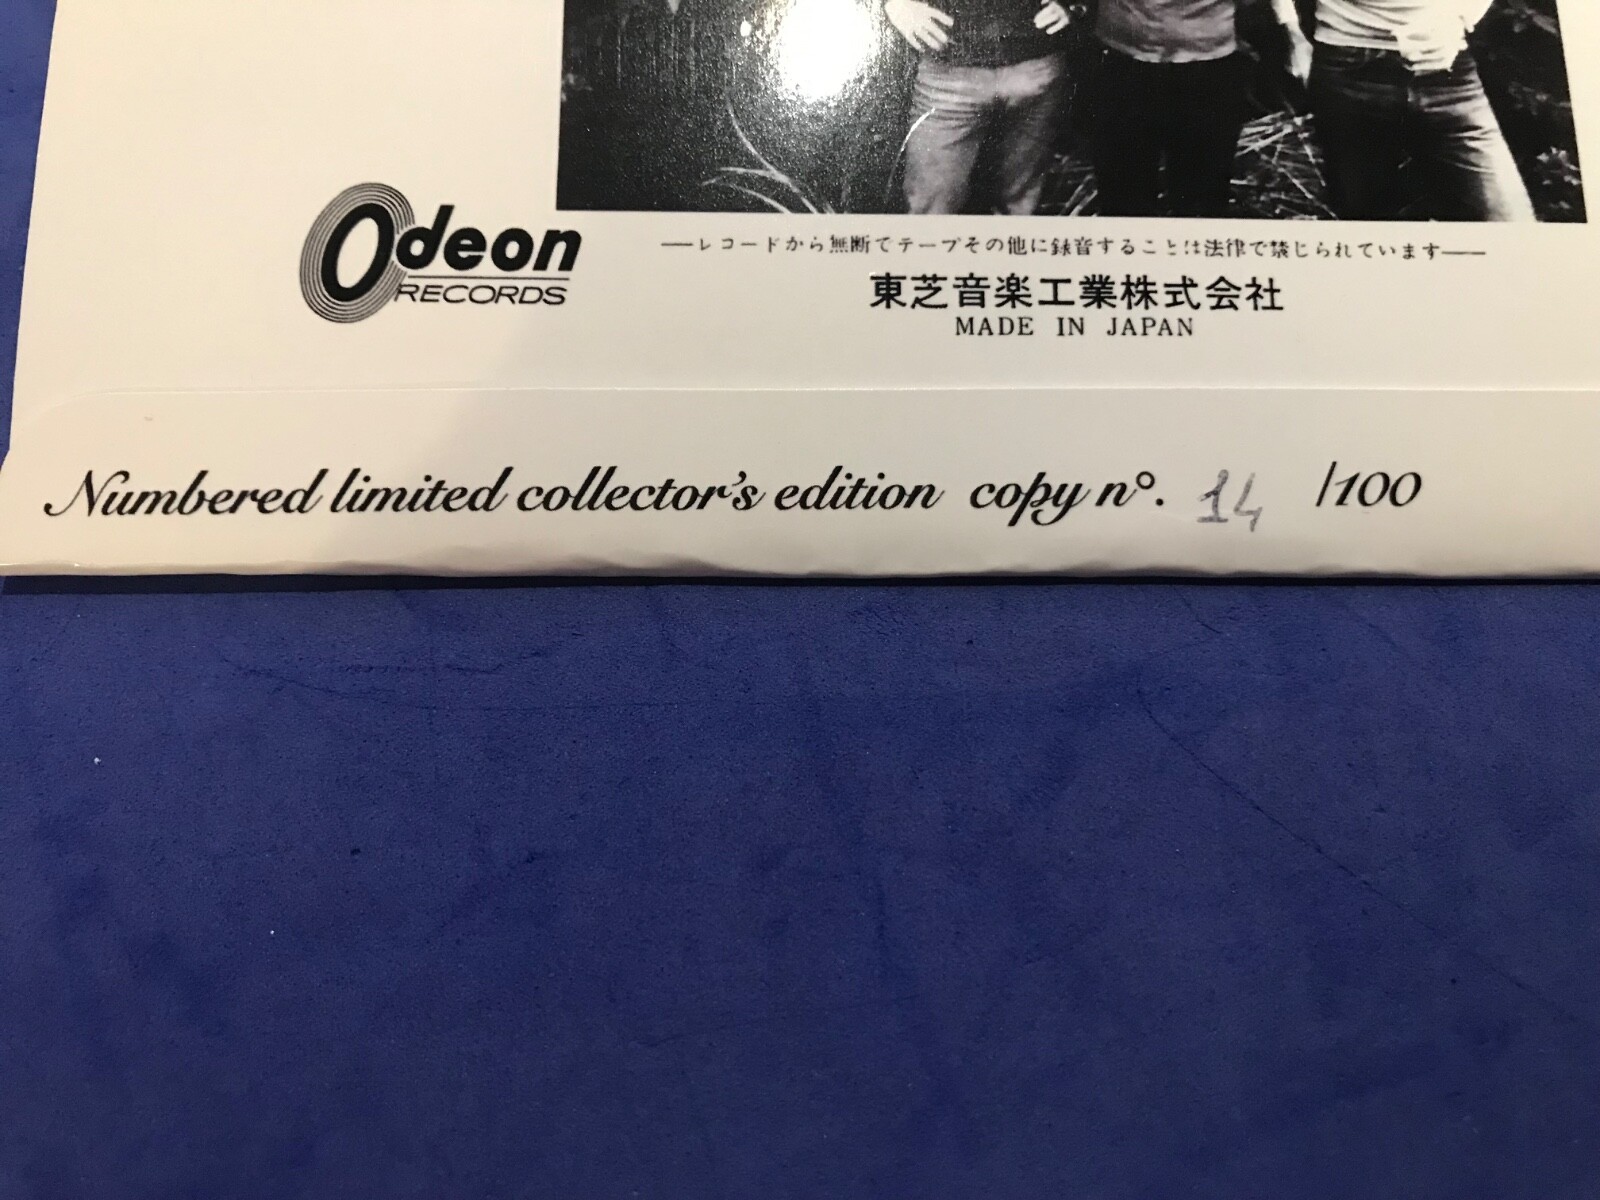 Odeon
RECORDS
—レコードから無断でテープその他に録音することは法律で禁じられています—
東芝音楽工業株式会社
MADE IN JAPAN
Numbered limited collector's edition copy n°. 14 /100